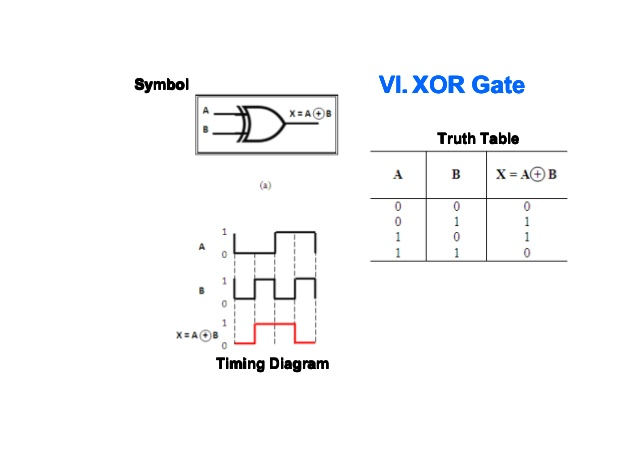 Symbol
VI. XOR Gate
A
X = A ⊕ B
B
(a)
Truth Table
A B X = A ⊕ B
0 0 0
0 1 1
1 0 1
1 1 0
1
A
0
1
B
0
1
X = A ⊕ B
0
Timing Diagram